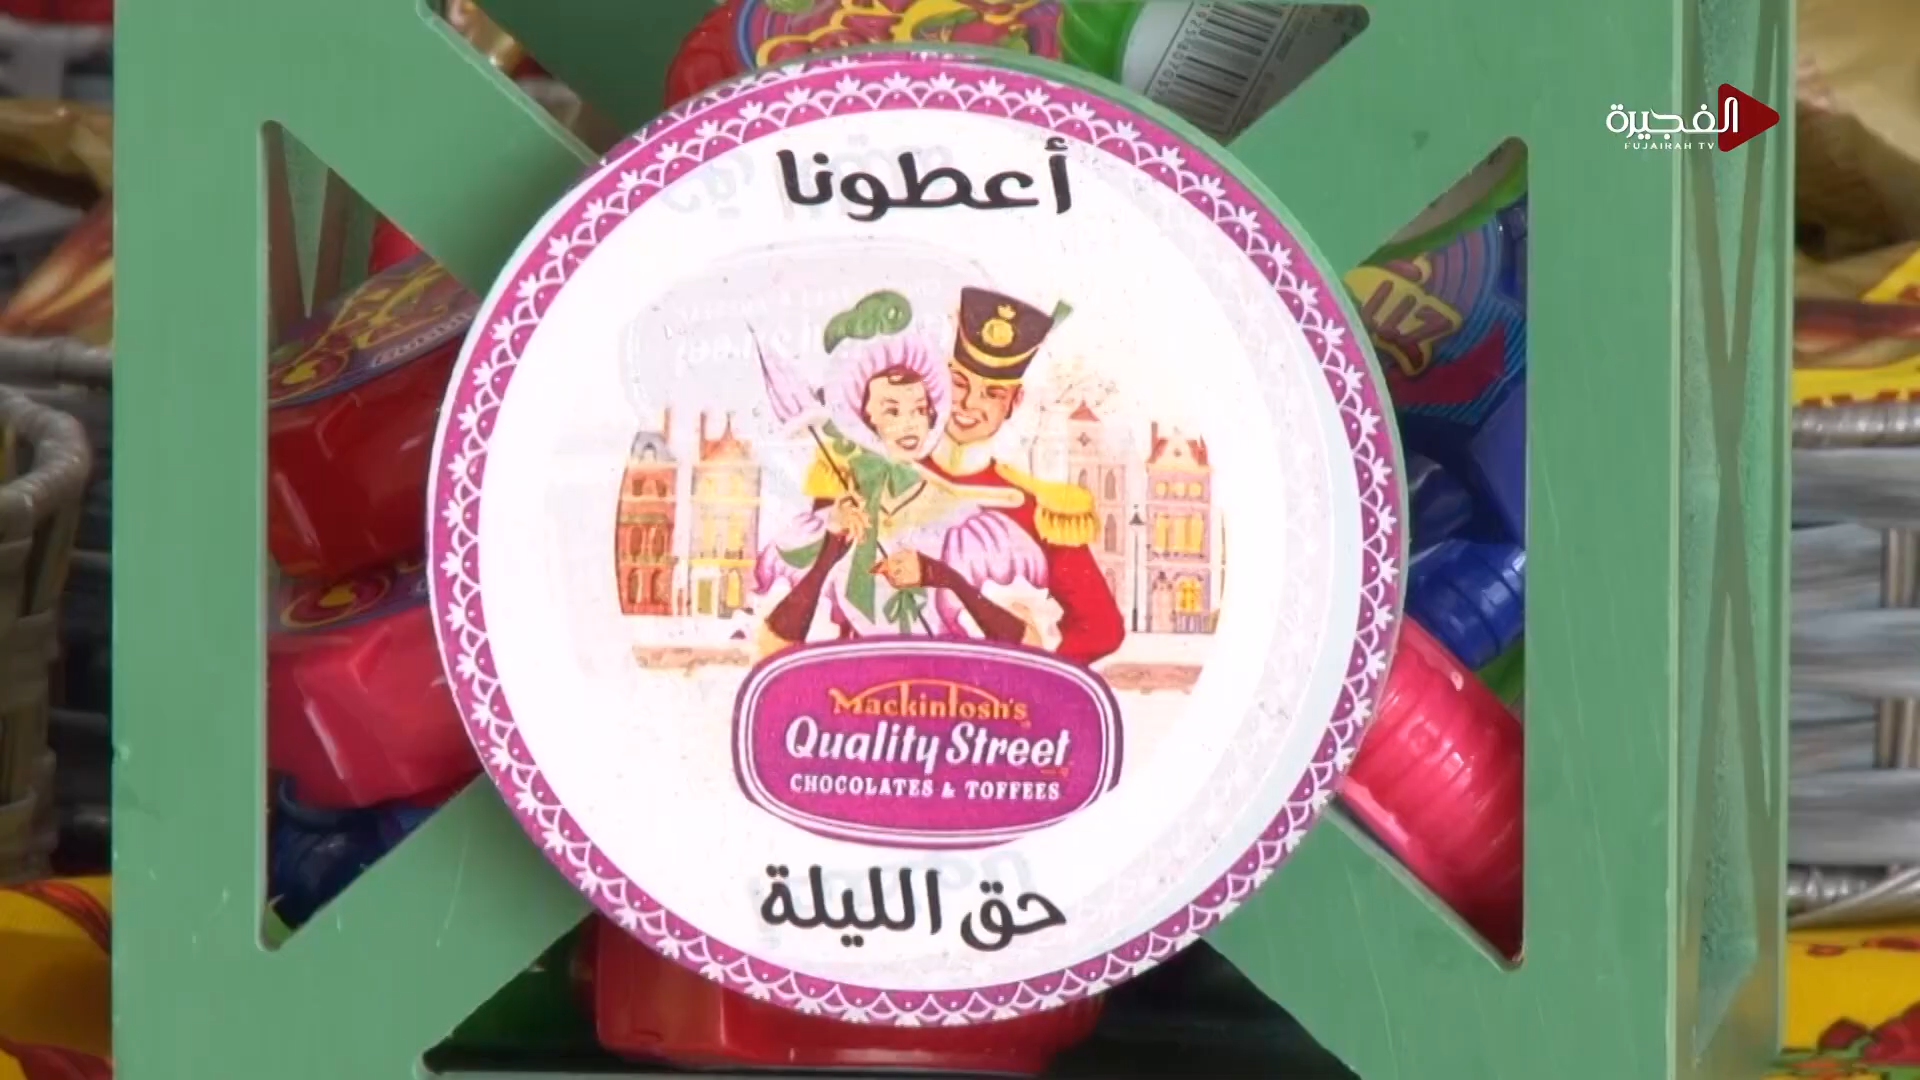 الفجيرة
FUJAIRAH TV
أعطونا
Mackintosh's
Quality Street
CHOCOLATES & TOFFEES
حق الليلة